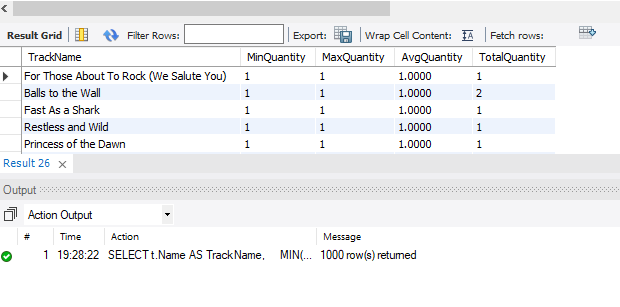 Result Grid Filter Rows: Export: Wrap Cell Content: IA Fetch rows:
TrackName MinQuantity MaxQuantity AvgQuantity TotalQuantity
For Those About To Rock (We Salute You) 1 1 1.0000 1
Balls to the Wall 1 1 1.0000 2
Fast As a Shark 1 1 1.0000 1
Restless and Wild 1 1 1.0000 1
Princess of the Dawn 1 1 1.0000 1
Result 26
Output
Action Output
# Time Action Message
1 19:28:22 SELECT t.Name AS TrackName, MIN(... 1000 row(s) returned